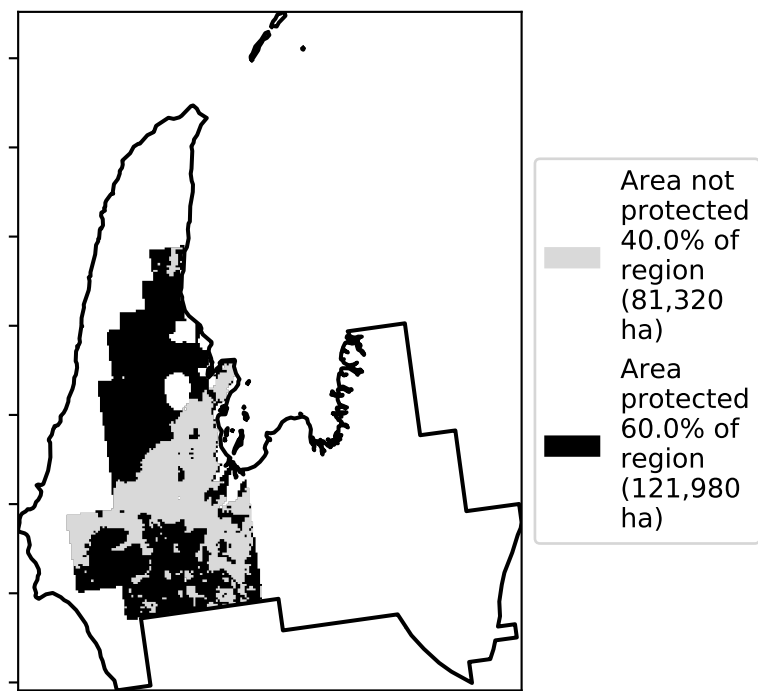 Area not
protected
40.0% of
region
(81,320
ha)
Area
protected
60.0% of
region
(121,980
ha)